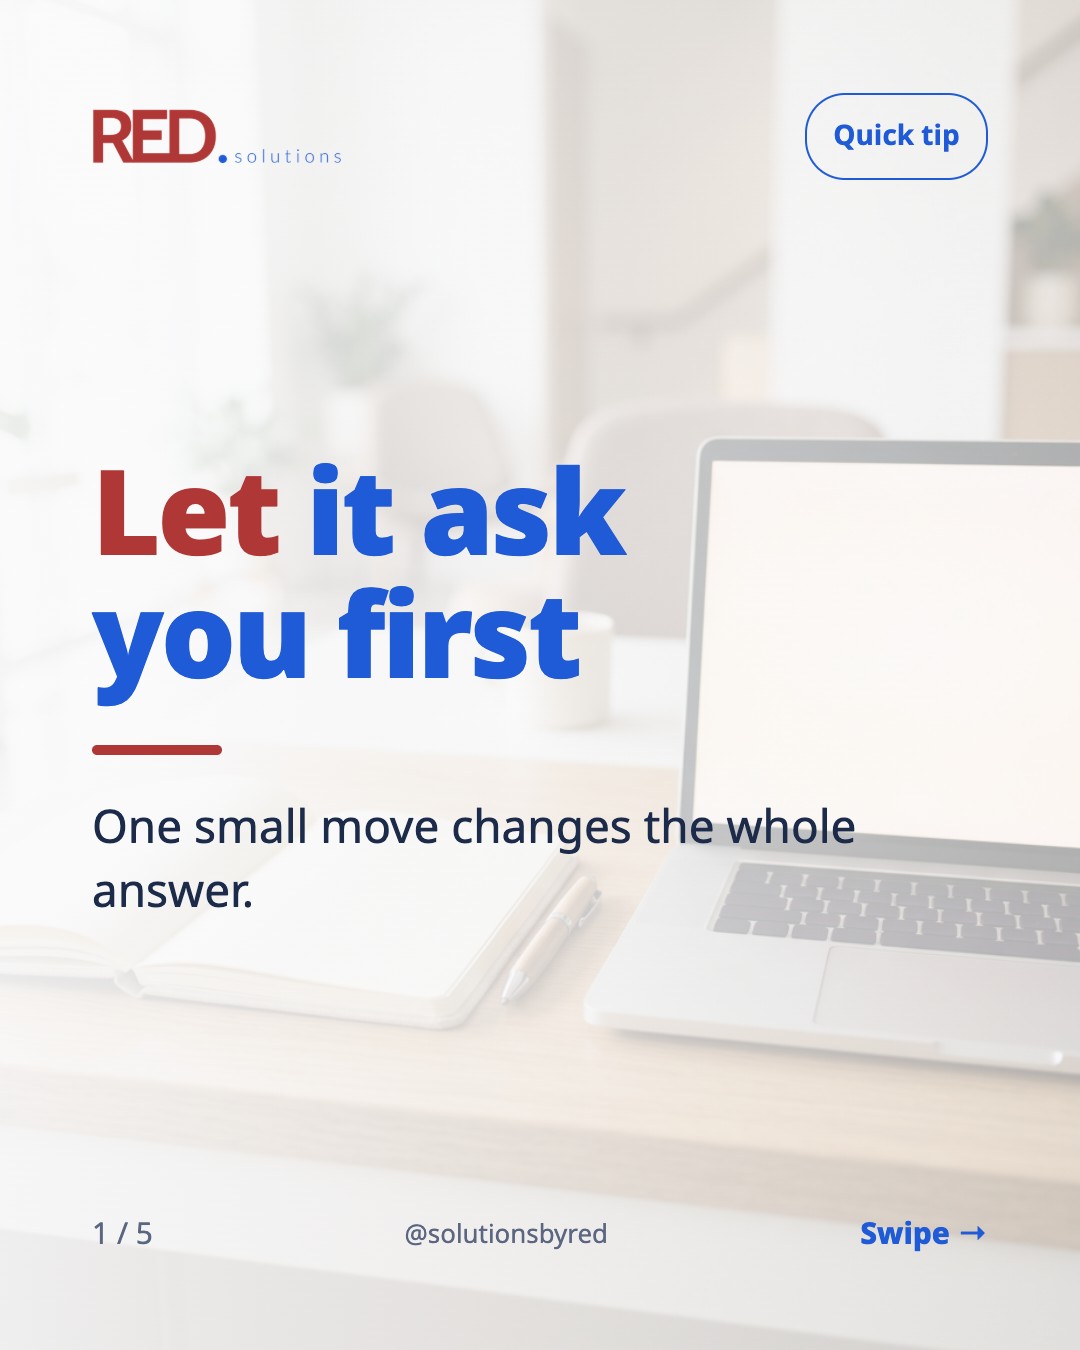 RED.solutions
Quick tip
Let it ask
you first
One small move changes the whole
answer.
1 / 5
@solutionsbyred
Swipe →